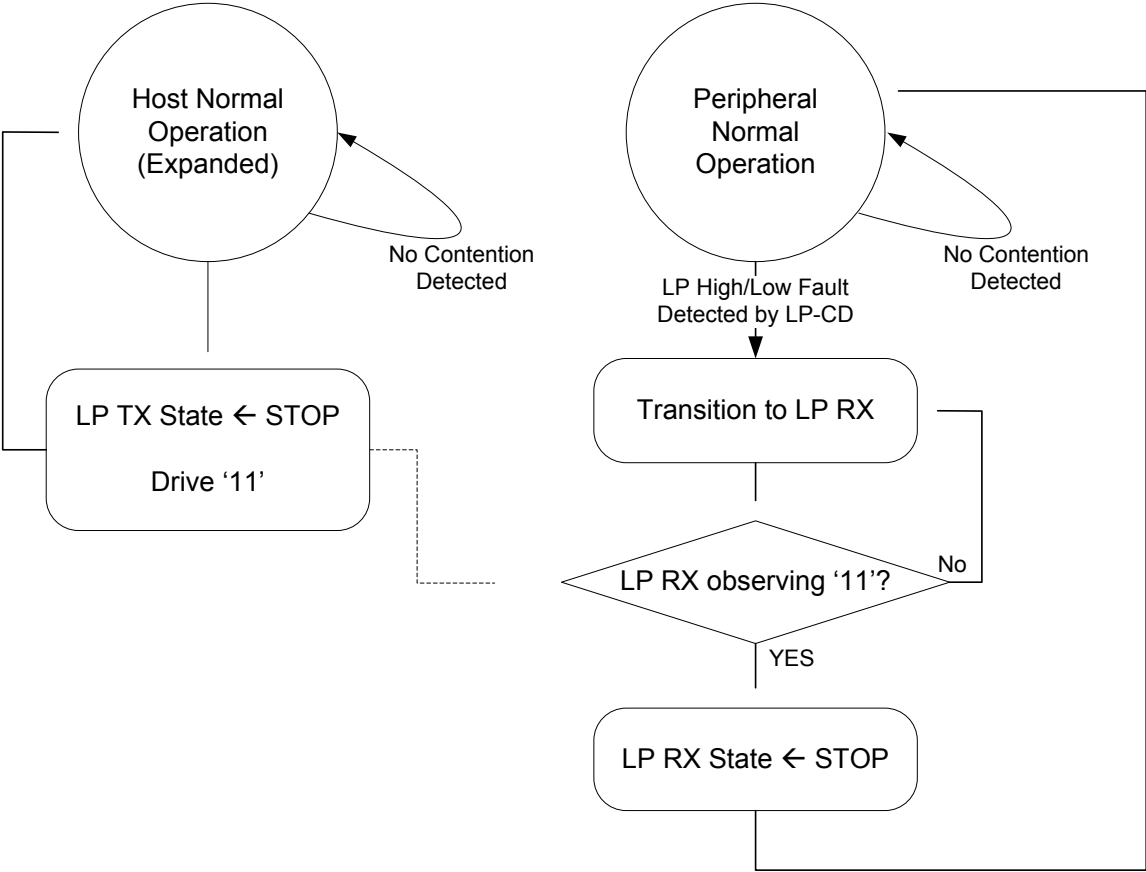 Host Normal
Operation
(Expanded)
No Contention
Detected
LP TX State ← STOP
Drive ‘11’
Peripheral
Normal
Operation
No Contention
Detected
LP High/Low Fault
Detected by LP-CD
Transition to LP RX
LP RX observing ‘11’?
No
YES
LP RX State ← STOP